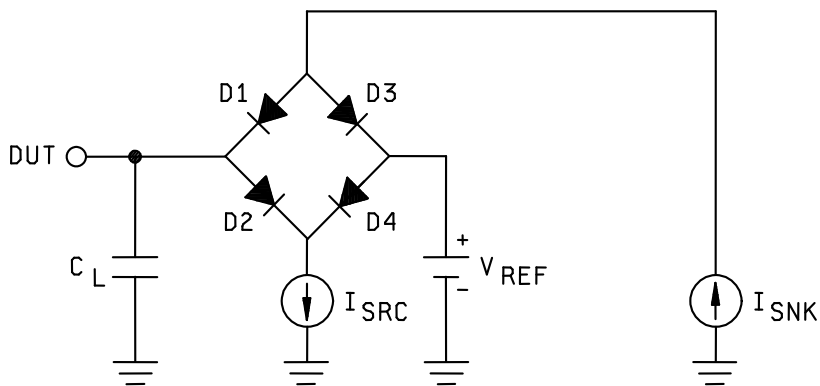 D1
D3
DUT
D2
D4
+
C L
V REF
-
I SRC
I SNK